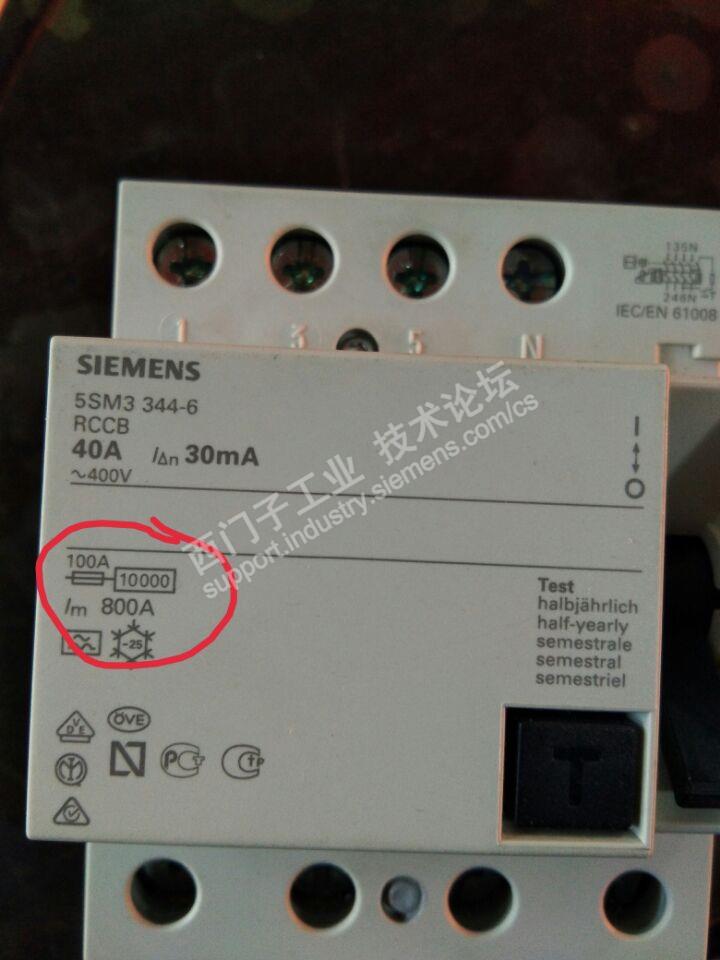 135N
246N
IEC/EN 61008
1 3 5 N
SIEMENS
5SM3 344-6
RCCB
40A I∆n 30mA
~400V
I
O
西门子工业 技术论坛
support.industry.siemens.com/cs
100A
10000
Im 800A
-25
Test
halbjährlich
half-yearly
semestrale
semestral
semestriel
T
VDE
ÖVE
N